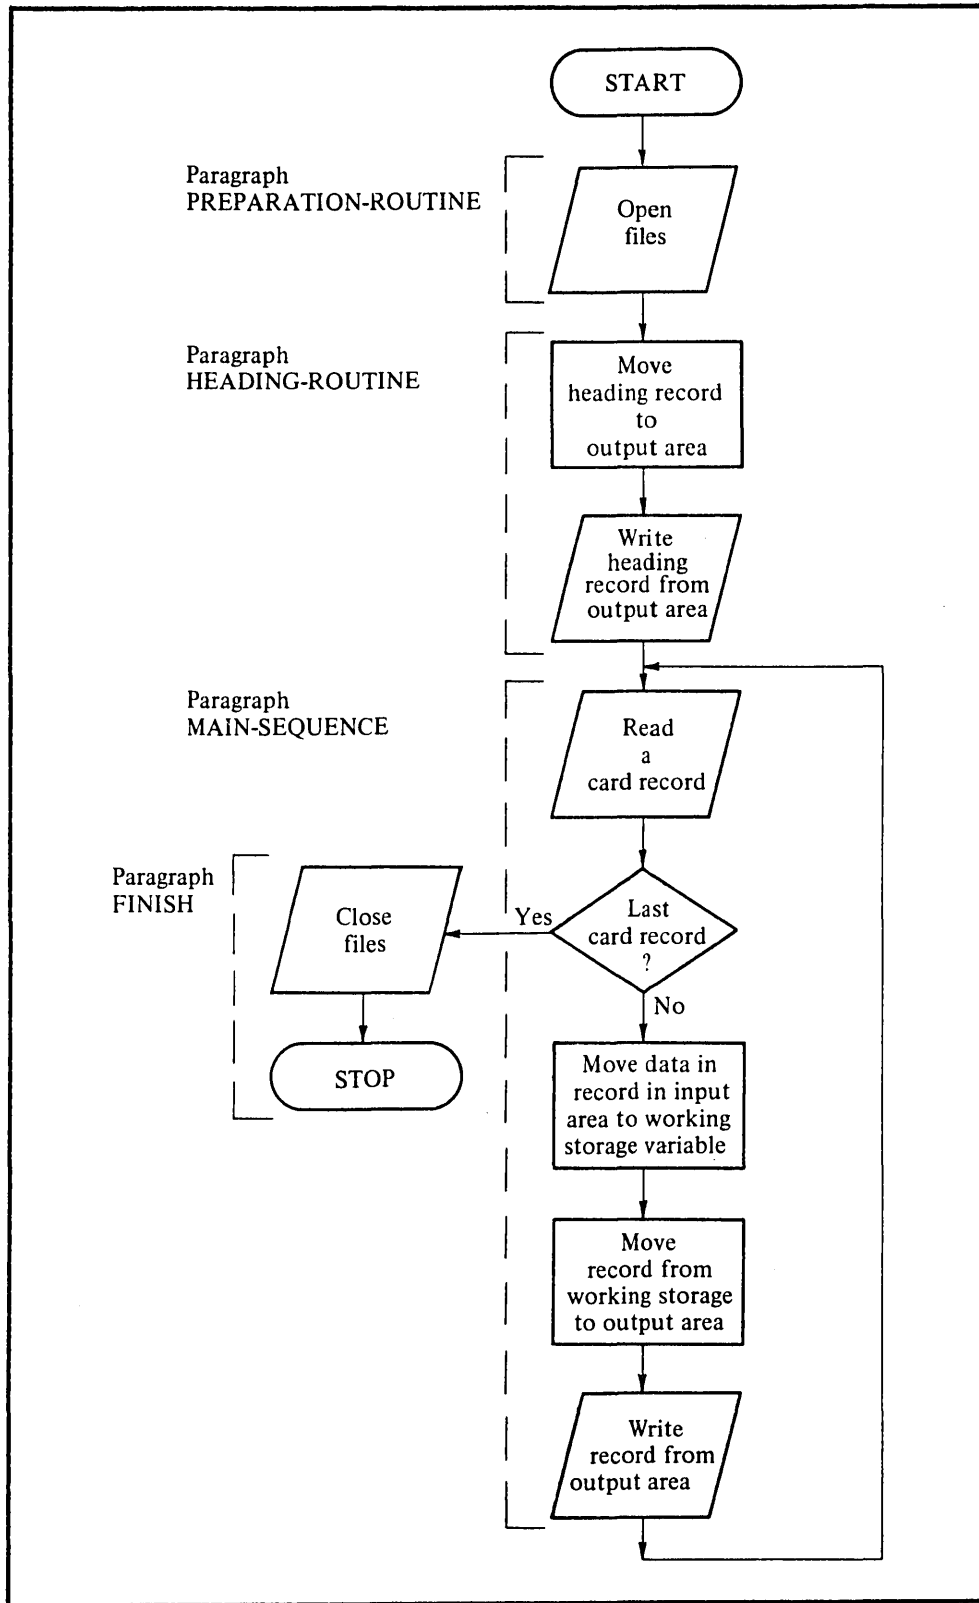 START
Paragraph
PREPARATION-ROUTINE
Open
files
Paragraph
HEADING-ROUTINE
Move
heading record
to
output area
Write
heading
record from
output area
Paragraph
MAIN-SEQUENCE
Read
a
card record
Paragraph
FINISH
Close
files
Yes
Last
card record
?
No
STOP
Move data in
record in input
area to working
storage variable
Move
record from
working storage
to output area
Write
record from
output area